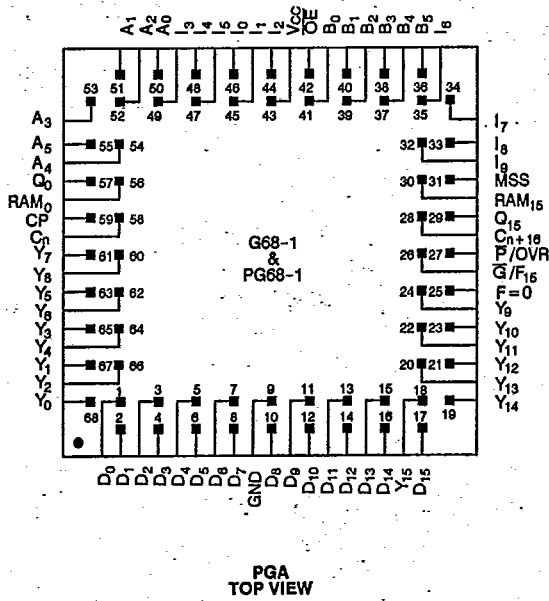 A1 A2 A0 I3 I4 I5 I0 I1 I2 VCC OE B0 B1 B2 B3 B4 B5 I6
53 51 50 48 46 44 42 40 38 36 34
52 49 47 45 43 41 39 37 35
A3 I7
A5 55 54 32 33 I8
A4 I9
Q0 57 56 30 31 MSS
RAM0 RAM15
CP 59 58 28 29 Q15
Cn Cn+16
G68-1
&
PG68-1
Y7 61 60 26 27 P/OVR
Y8 G/F15
Y5 63 62 24 25 F=0
Y6 Y9
Y3 65 64 22 23 Y10
Y4 Y11
Y1 67 66 20 21 Y12
Y2 Y13
Y0 68 1 3 5 7 9 11 13 15 18 19 Y14
2 4 6 8 10 12 14 16 17
D0 D1 D2 D3 D4 D5 D6 D7 GND D8 D9 D10 D11 D12 D13 D14 Y15 D15
PGA
TOP VIEW